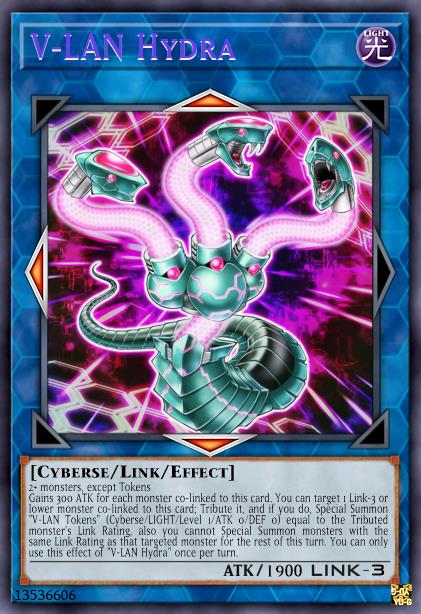 V-LAN Hydra
LIGHT
光
[Cyberse/Link/Effect]
2+ monsters, except Tokens
Gains 300 ATK for each monster co-linked to this card. You can target 1 Link-3 or
lower monster co-linked to this card; Tribute it, and if you do, Special Summon
"V-LAN Tokens" (Cyberse/LIGHT/Level 1/ATK 0/DEF 0) equal to the Tributed
monster's Link Rating, also you cannot Special Summon monsters with the
same Link Rating as that targeted monster for the rest of this turn. You can only
use this effect of "V-LAN Hydra" once per turn.
ATK/1900 LINK-3
13536606